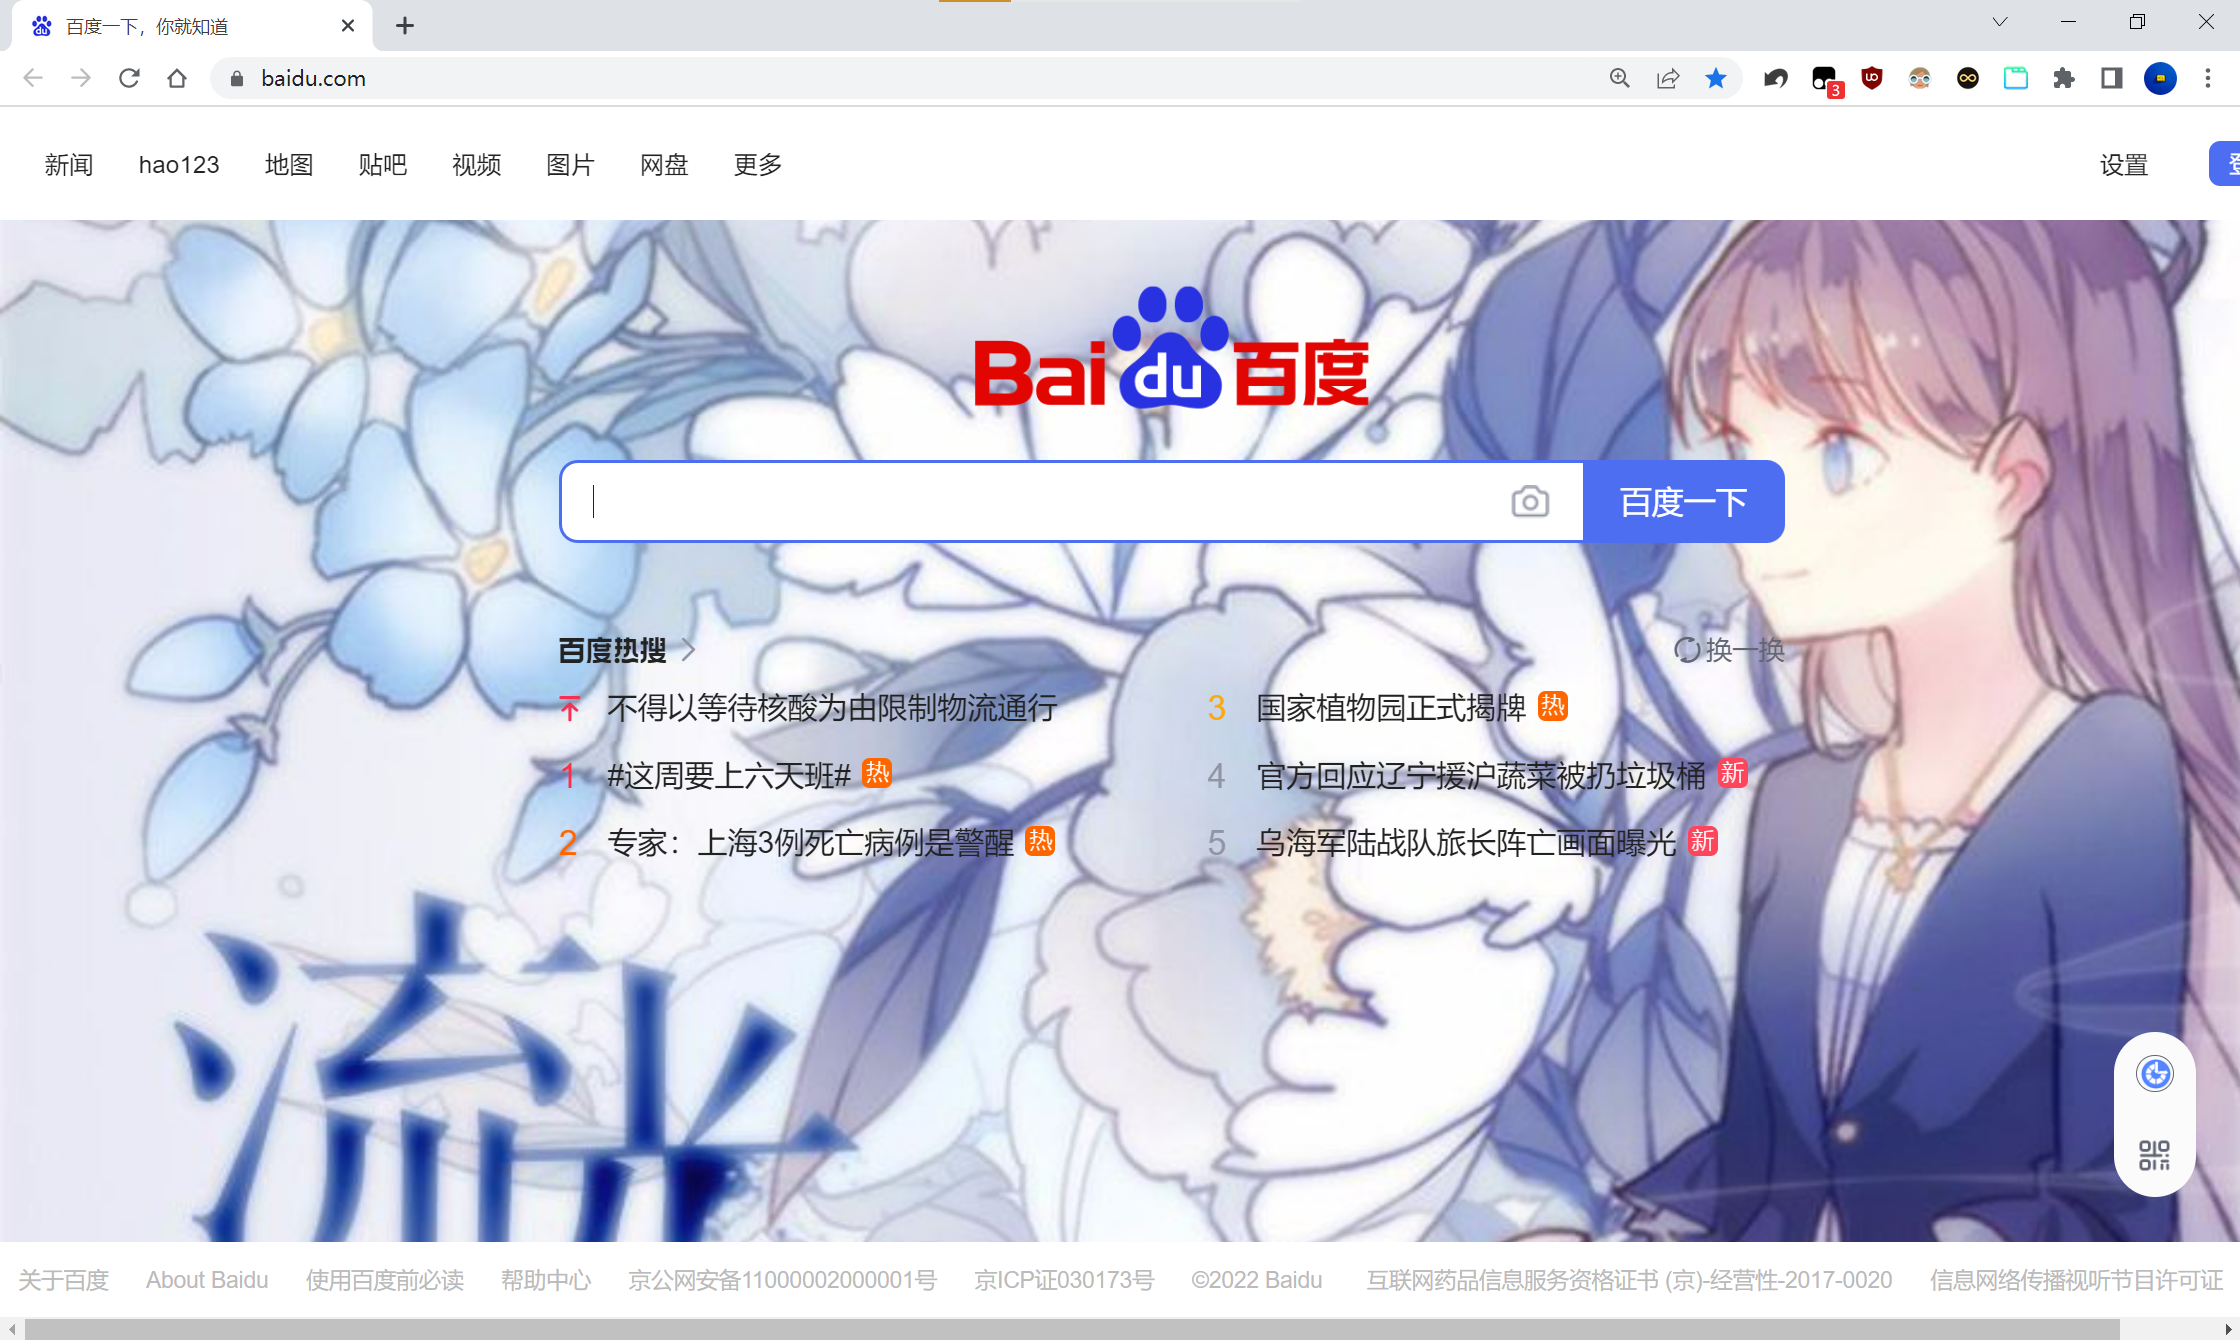 百度一下，你就知道
baidu.com
3
新闻 hao123 地图 贴吧 视频 图片 网盘 更多 设置
Bai du 百度
百度一下
百度热搜 换一换
不得以等待核酸为由限制物流通行
1 #这周要上六天班# 热
2 专家：上海3例死亡病例是警醒 热
3 国家植物园正式揭牌 热
4 官方回应辽宁援沪蔬菜被扔垃圾桶 新
5 乌海军陆战队旅长阵亡画面曝光 新
流光
关于百度 About Baidu 使用百度前必读 帮助中心 京公网安备11000002000001号 京ICP证030173号 ©2022 Baidu 互联网药品信息服务资格证书 (京)-经营性-2017-0020 信息网络传播视听节目许可证